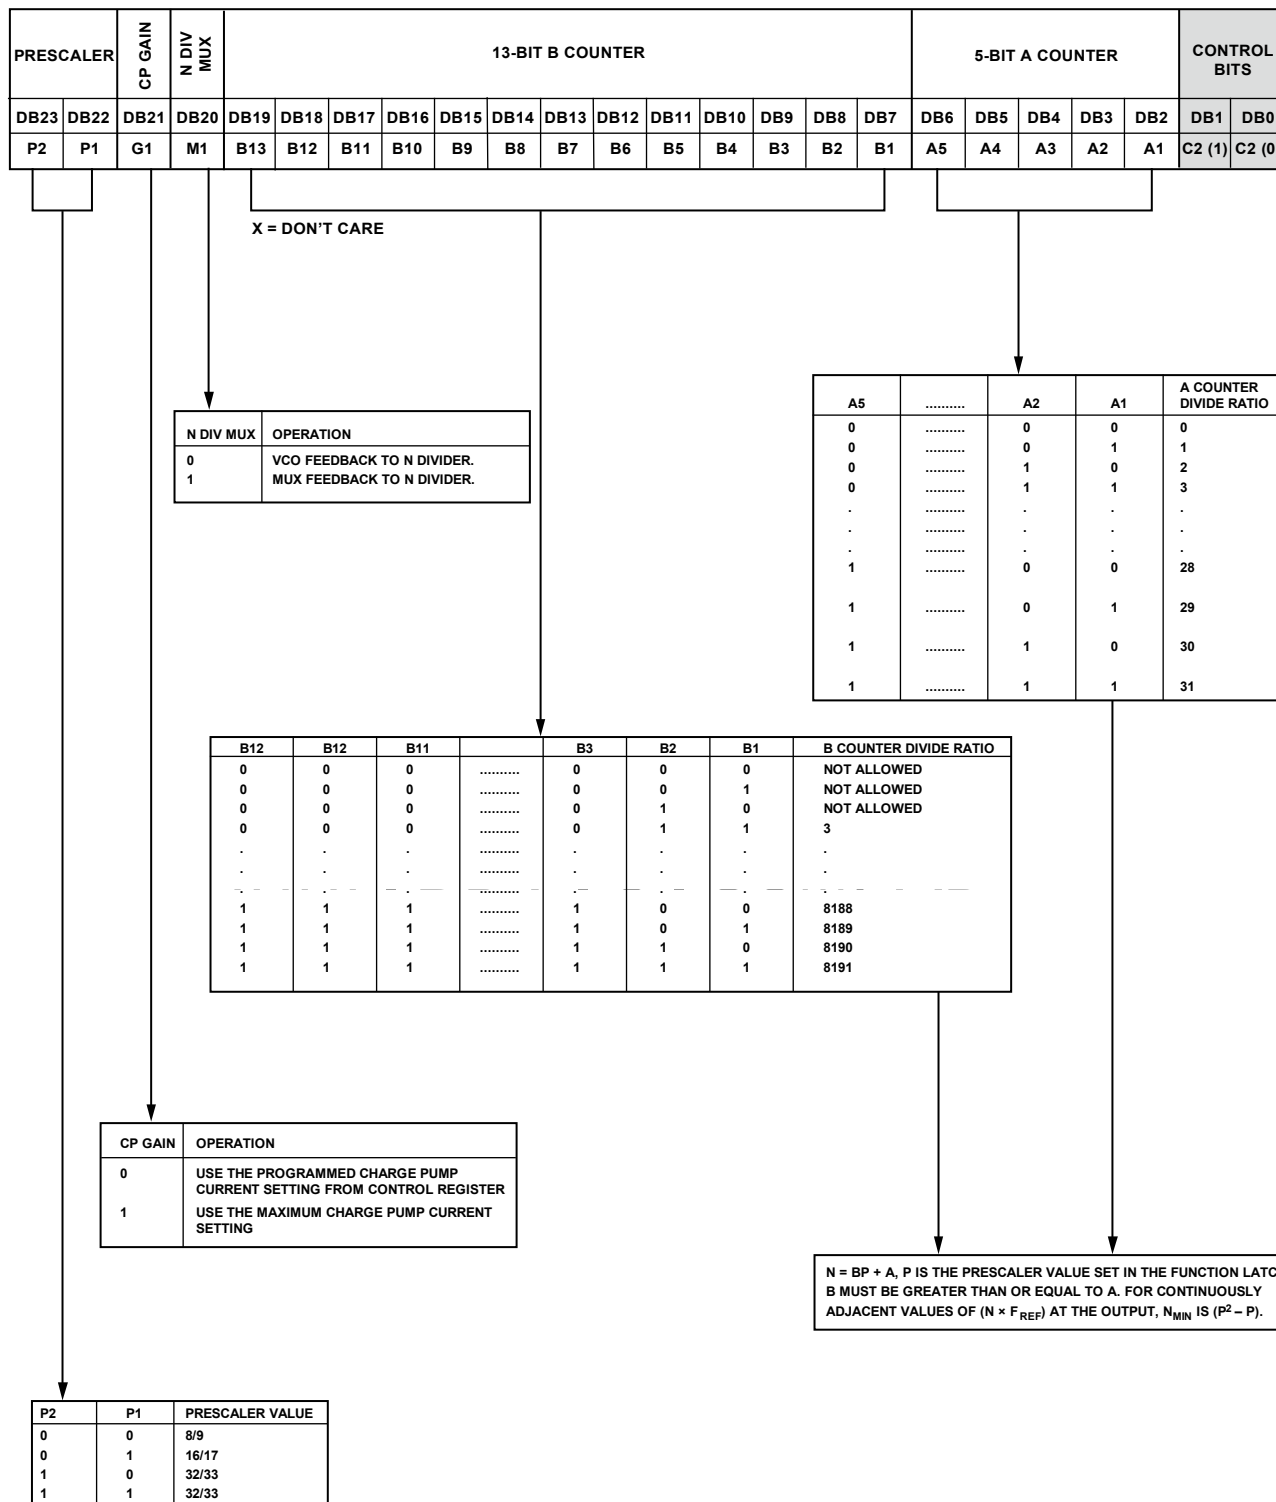 PRESCALER CP GAIN N DIV MUX 13-BIT B COUNTER 5-BIT A COUNTER CONTROL BITS
DB23 DB22 DB21 DB20 DB19 DB18 DB17 DB16 DB15 DB14 DB13 DB12 DB11 DB10 DB9 DB8 DB7 DB6 DB5 DB4 DB3 DB2 DB1 DB0
P2 P1 G1 M1 B13 B12 B11 B10 B9 B8 B7 B6 B5 B4 B3 B2 B1 A5 A4 A3 A2 A1 C2 (1) C2 (0
X = DON'T CARE
A5 .......... A2 A1 A COUNTER DIVIDE RATIO
0 .......... 0 0 0
0 .......... 0 1 1
0 .......... 1 0 2
0 .......... 1 1 3
. .......... . . .
. .......... . . .
. .......... . . .
1 .......... 0 0 28
1 .......... 0 1 29
1 .......... 1 0 30
1 .......... 1 1 31
N DIV MUX OPERATION
0 VCO FEEDBACK TO N DIVIDER.
1 MUX FEEDBACK TO N DIVIDER.
B12 B12 B11 B3 B2 B1 B COUNTER DIVIDE RATIO
0 0 0 .......... 0 0 0 NOT ALLOWED
0 0 0 .......... 0 0 1 NOT ALLOWED
0 0 0 .......... 0 1 0 NOT ALLOWED
0 0 0 .......... 0 1 1 3
. . . .......... . . . .
. . . .......... . . . .
. . . .......... . . . .
1 1 1 .......... 1 0 0 8188
1 1 1 .......... 1 0 1 8189
1 1 1 .......... 1 1 0 8190
1 1 1 .......... 1 1 1 8191
CP GAIN OPERATION
0 USE THE PROGRAMMED CHARGE PUMP
CURRENT SETTING FROM CONTROL REGISTER
1 USE THE MAXIMUM CHARGE PUMP CURRENT
SETTING
N = BP + A, P IS THE PRESCALER VALUE SET IN THE FUNCTION LATC
B MUST BE GREATER THAN OR EQUAL TO A. FOR CONTINUOUSLY
ADJACENT VALUES OF (N × FREF) AT THE OUTPUT, NMIN IS (P² – P).
P2 P1 PRESCALER VALUE
0 0 8/9
0 1 16/17
1 0 32/33
1 1 32/33